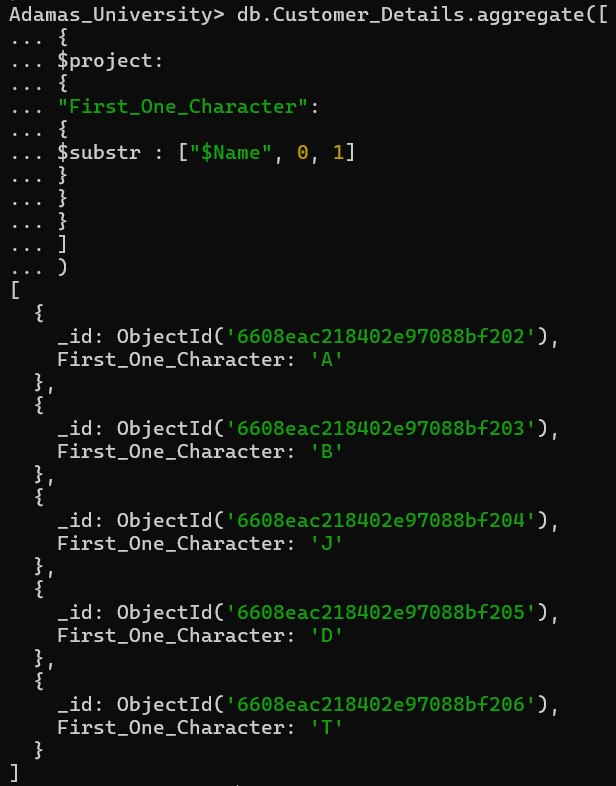 Adamas_University> db.Customer_Details.aggregate([
... {
... $project:
... {
... "First_One_Character":
... {
... $substr : ["$Name", 0, 1]
... }
... }
... }
... ]
... )
[
  {
    _id: ObjectId('6608eac218402e97088bf202'),
    First_One_Character: 'A'
  },
  {
    _id: ObjectId('6608eac218402e97088bf203'),
    First_One_Character: 'B'
  },
  {
    _id: ObjectId('6608eac218402e97088bf204'),
    First_One_Character: 'J'
  },
  {
    _id: ObjectId('6608eac218402e97088bf205'),
    First_One_Character: 'D'
  },
  {
    _id: ObjectId('6608eac218402e97088bf206'),
    First_One_Character: 'T'
  }
]